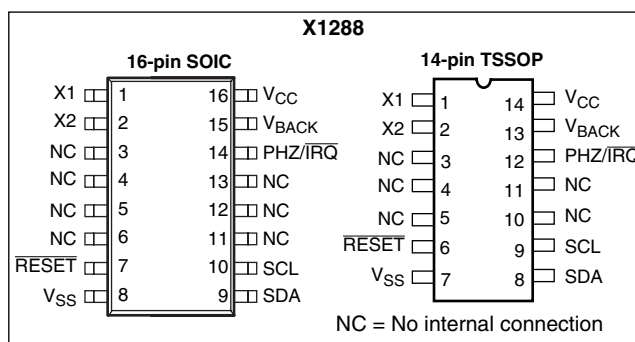 X1288
16-pin SOIC
X1 1 16 VCC
X2 2 15 VBACK
NC 3 14 PHZ/IRQ
NC 4 13 NC
NC 5 12 NC
NC 6 11 NC
RESET 7 10 SCL
VSS 8 9 SDA
14-pin TSSOP
X1 1 14 VCC
X2 2 13 VBACK
NC 3 12 PHZ/IRQ
NC 4 11 NC
NC 5 10 NC
RESET 6 9 SCL
VSS 7 8 SDA
NC = No internal connection